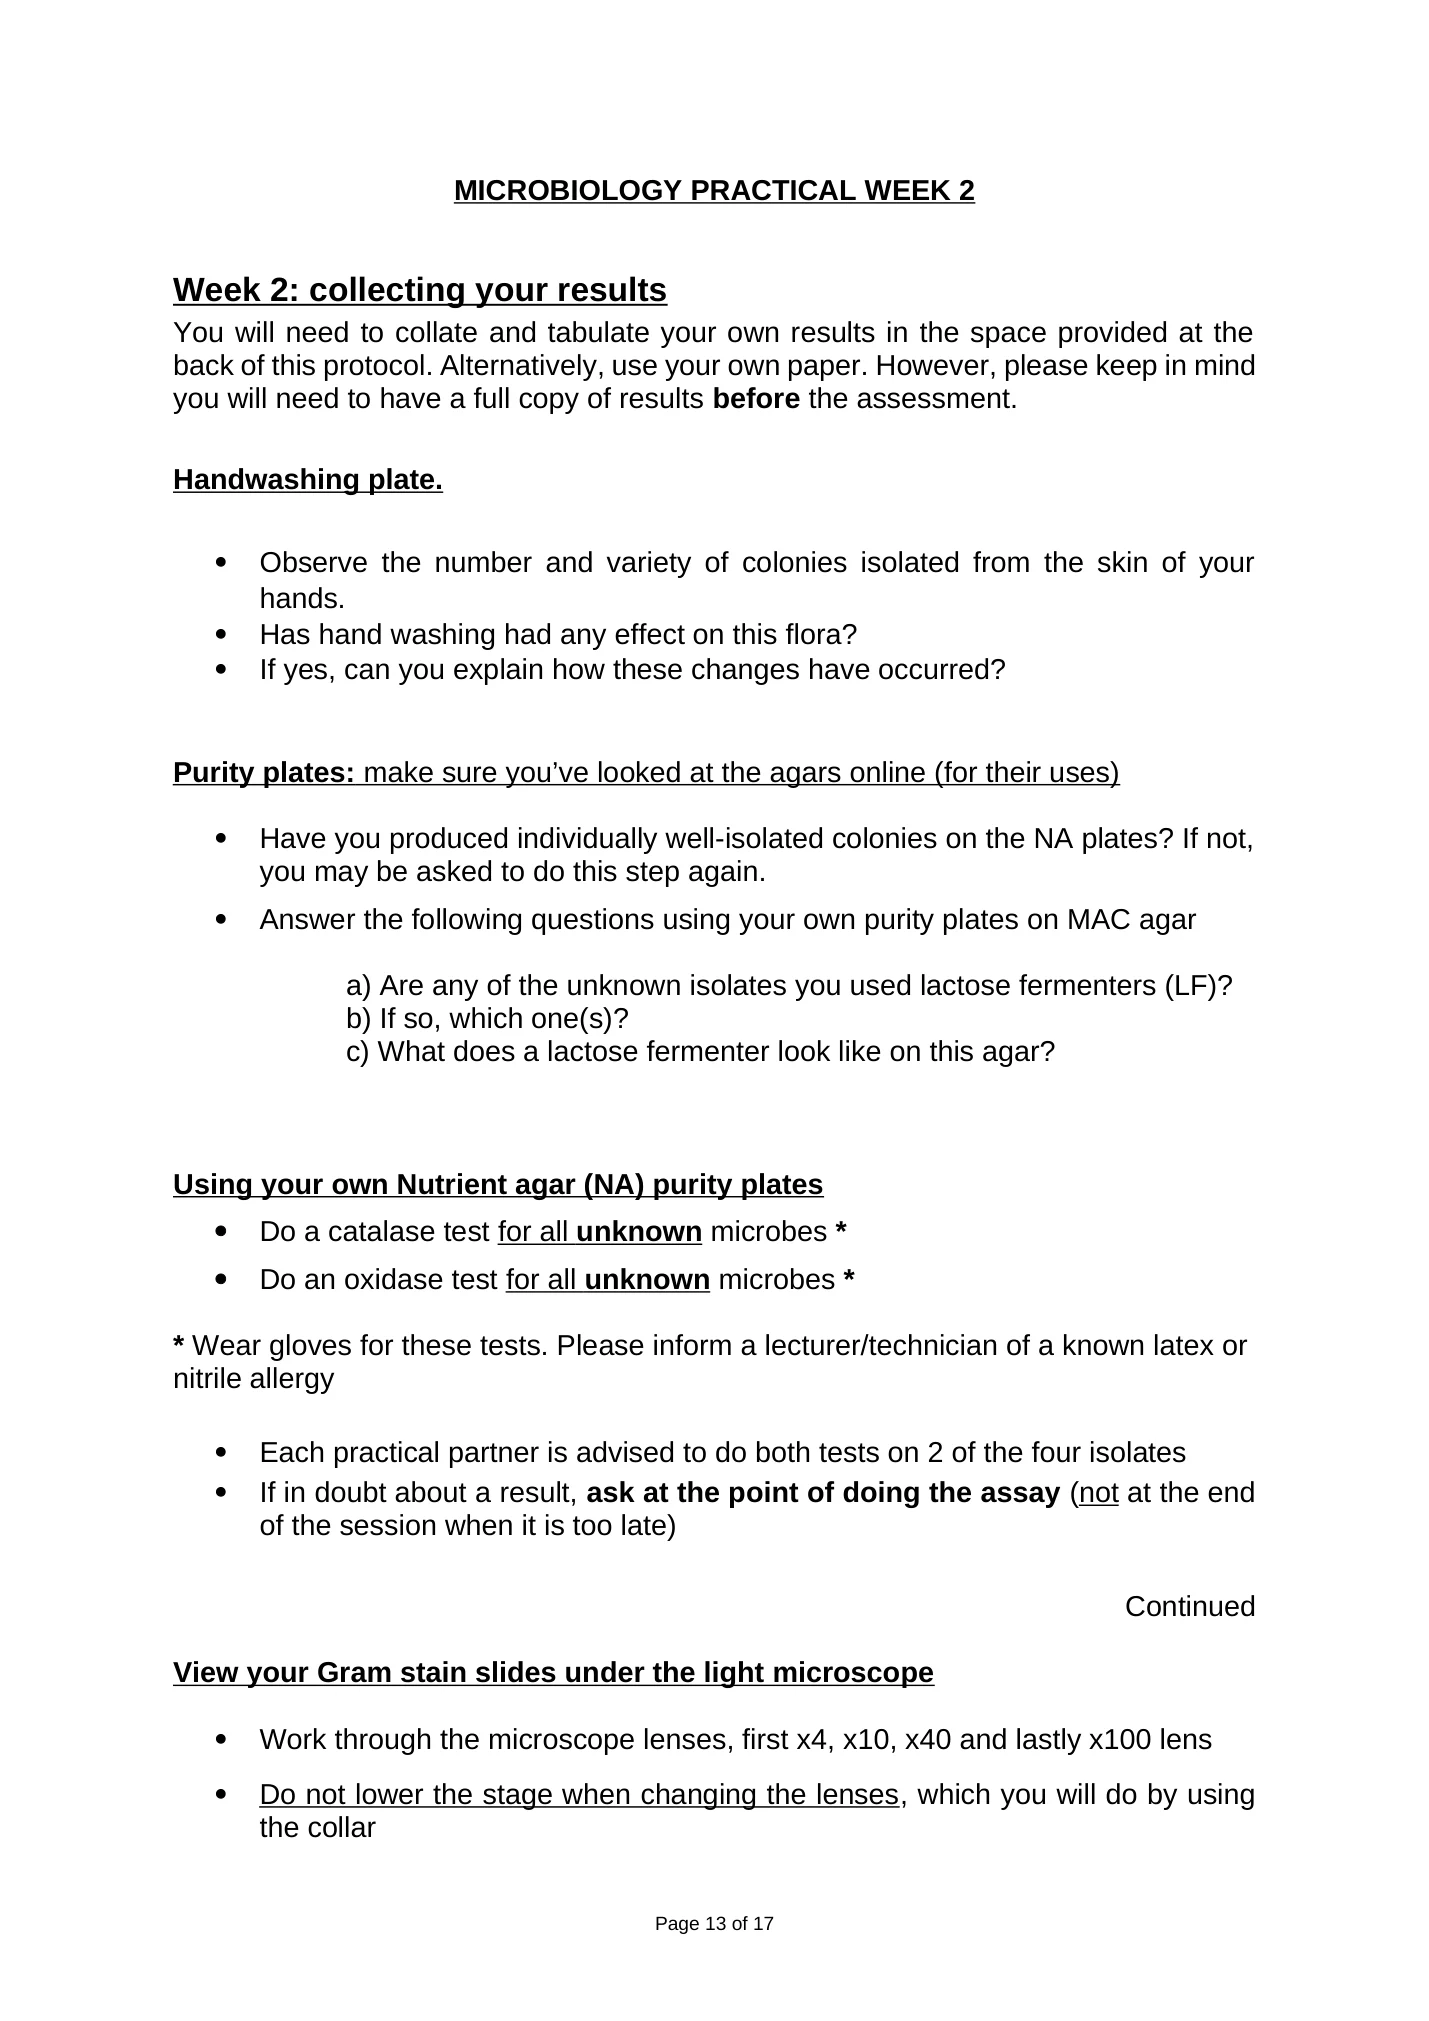 MICROBIOLOGY PRACTICAL WEEK 2
Week 2: collecting your results
You will need to collate and tabulate your own results in the space provided at the
back of this protocol. Alternatively, use your own paper. However, please keep in mind
you will need to have a full copy of results before the assessment.
Handwashing plate.
• Observe the number and variety of colonies isolated from the skin of your
hands.
• Has hand washing had any effect on this flora?
• If yes, can you explain how these changes have occurred?
Purity plates: make sure you’ve looked at the agars online (for their uses)
• Have you produced individually well-isolated colonies on the NA plates? If not,
you may be asked to do this step again.
• Answer the following questions using your own purity plates on MAC agar
a) Are any of the unknown isolates you used lactose fermenters (LF)?
b) If so, which one(s)?
c) What does a lactose fermenter look like on this agar?
Using your own Nutrient agar (NA) purity plates
• Do a catalase test for all unknown microbes *
• Do an oxidase test for all unknown microbes *
* Wear gloves for these tests. Please inform a lecturer/technician of a known latex or
nitrile allergy
• Each practical partner is advised to do both tests on 2 of the four isolates
• If in doubt about a result, ask at the point of doing the assay (not at the end
of the session when it is too late)
Continued
View your Gram stain slides under the light microscope
• Work through the microscope lenses, first x4, x10, x40 and lastly x100 lens
• Do not lower the stage when changing the lenses, which you will do by using
the collar
Page 13 of 17